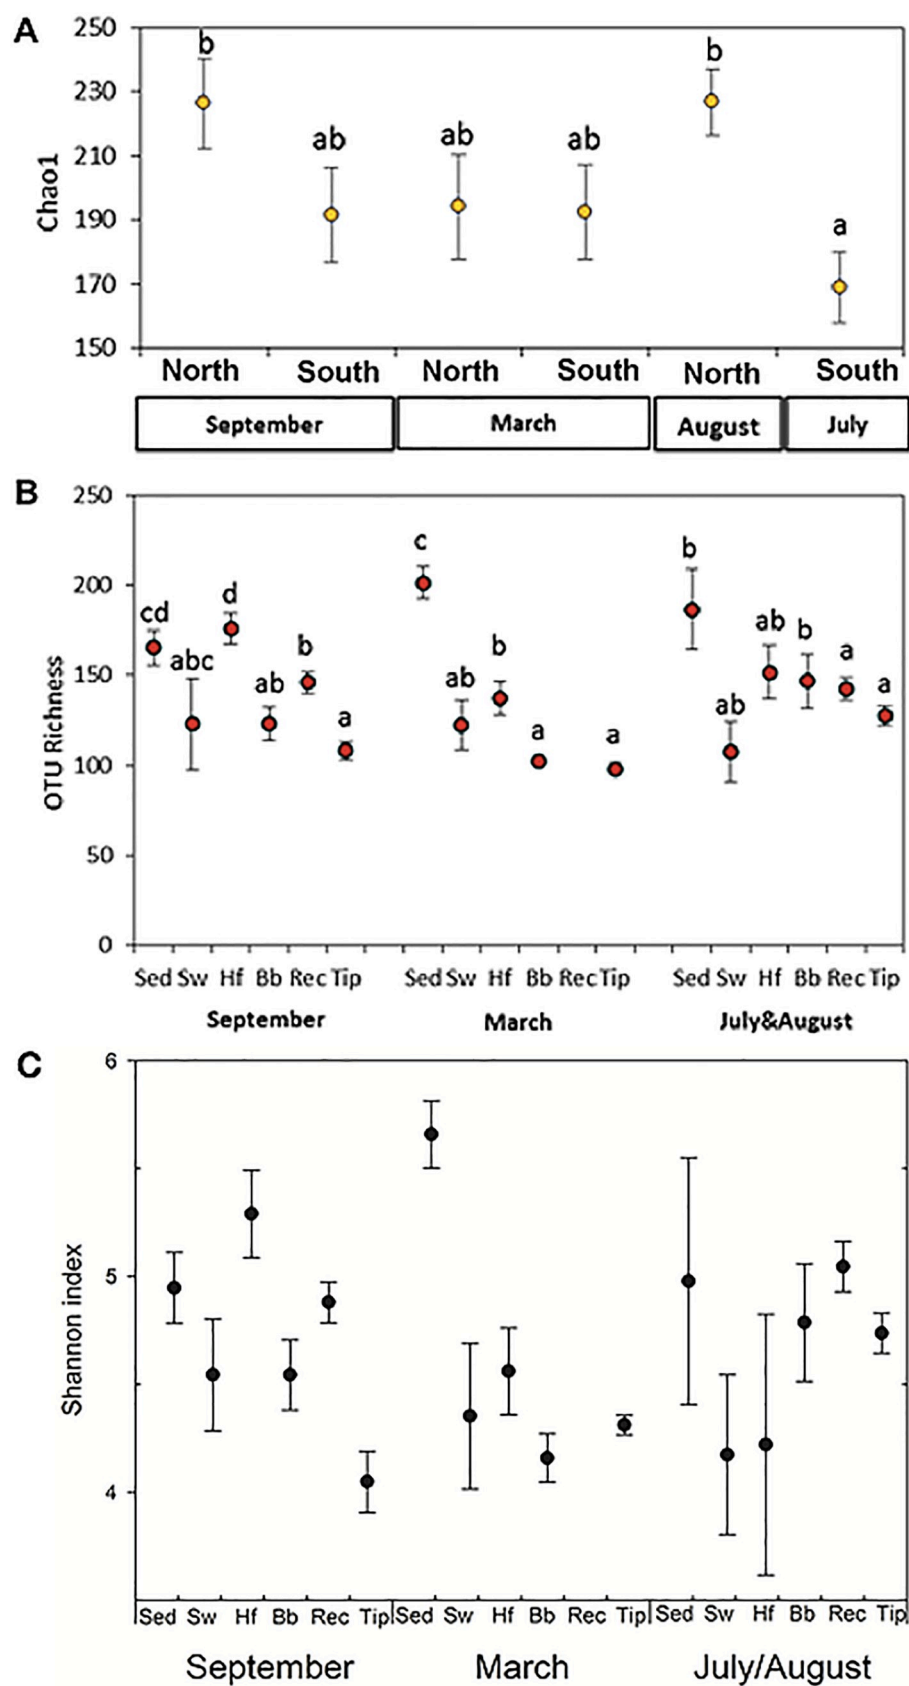 A
250
b
b
230
ab
ab
ab
210
Chao1
190
a
170
150
North South North South North South
September March August July
B
250
c
b
200
cd
d
abc
b
ab
b
ab
b
a
150
ab
a
ab
a
a
a
OTU Richness
100
50
0
Sed Sw Hf Bb Rec Tip Sed Sw Hf Bb Rec Tip Sed Sw Hf Bb Rec Tip
September March July&August
C
6
5
Shannon index
4
Sed Sw Hf Bb Rec Tip Sed Sw Hf Bb Rec Tip Sed Sw Hf Bb Rec Tip
September March July/August